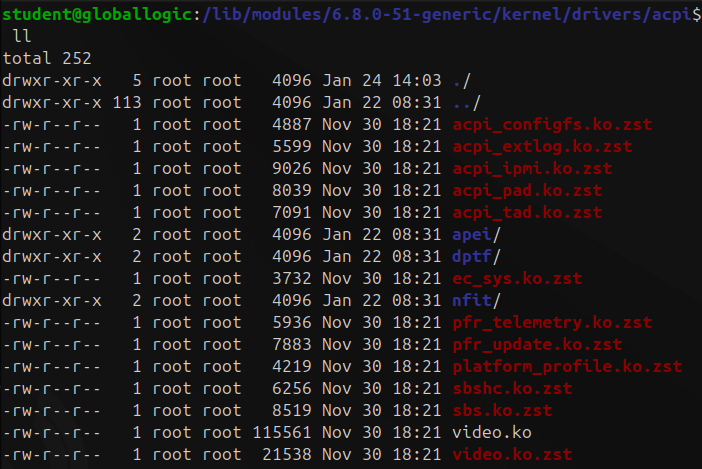 student@globallogic:/lib/modules/6.8.0-51-generic/kernel/drivers/acpi$
 ll
total 252
drwxr-xr-x   5 root root   4096 Jan 24 14:03 ./
drwxr-xr-x 113 root root   4096 Jan 22 08:31 ../
-rw-r--r--   1 root root   4887 Nov 30 18:21 acpi_configfs.ko.zst
-rw-r--r--   1 root root   5599 Nov 30 18:21 acpi_extlog.ko.zst
-rw-r--r--   1 root root   9026 Nov 30 18:21 acpi_ipmi.ko.zst
-rw-r--r--   1 root root   8039 Nov 30 18:21 acpi_pad.ko.zst
-rw-r--r--   1 root root   7091 Nov 30 18:21 acpi_tad.ko.zst
drwxr-xr-x   2 root root   4096 Jan 22 08:31 apei/
drwxr-xr-x   2 root root   4096 Jan 22 08:31 dptf/
-rw-r--r--   1 root root   3732 Nov 30 18:21 ec_sys.ko.zst
drwxr-xr-x   2 root root   4096 Jan 22 08:31 nfit/
-rw-r--r--   1 root root   5936 Nov 30 18:21 pfr_telemetry.ko.zst
-rw-r--r--   1 root root   7883 Nov 30 18:21 pfr_update.ko.zst
-rw-r--r--   1 root root   4219 Nov 30 18:21 platform_profile.ko.zst
-rw-r--r--   1 root root   6256 Nov 30 18:21 sbshc.ko.zst
-rw-r--r--   1 root root   8519 Nov 30 18:21 sbs.ko.zst
-rw-r--r--   1 root root 115561 Nov 30 18:21 video.ko
-rw-r--r--   1 root root  21538 Nov 30 18:21 video.ko.zst